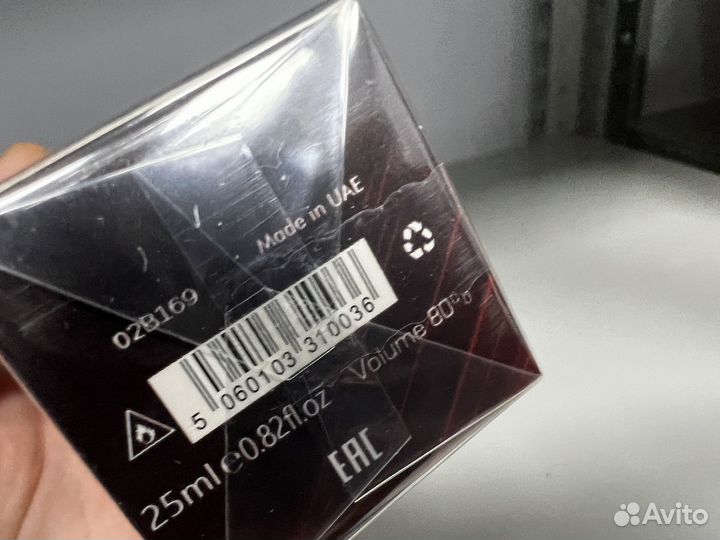 Made in UAE
02B169
5 060103 310036
Volume 80%
25ml e 0.82fl.oz
EAC
Avito